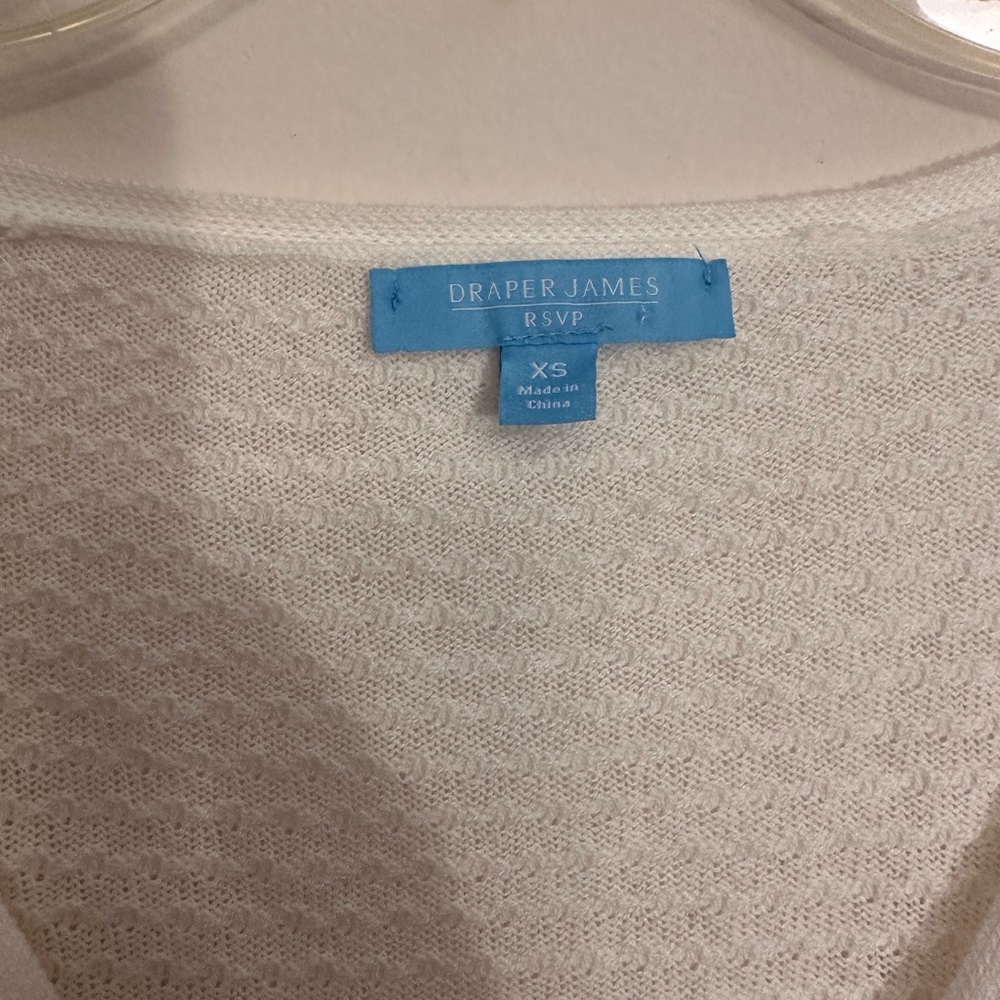 DRAPER JAMES
RSVP
XS
Made in
China